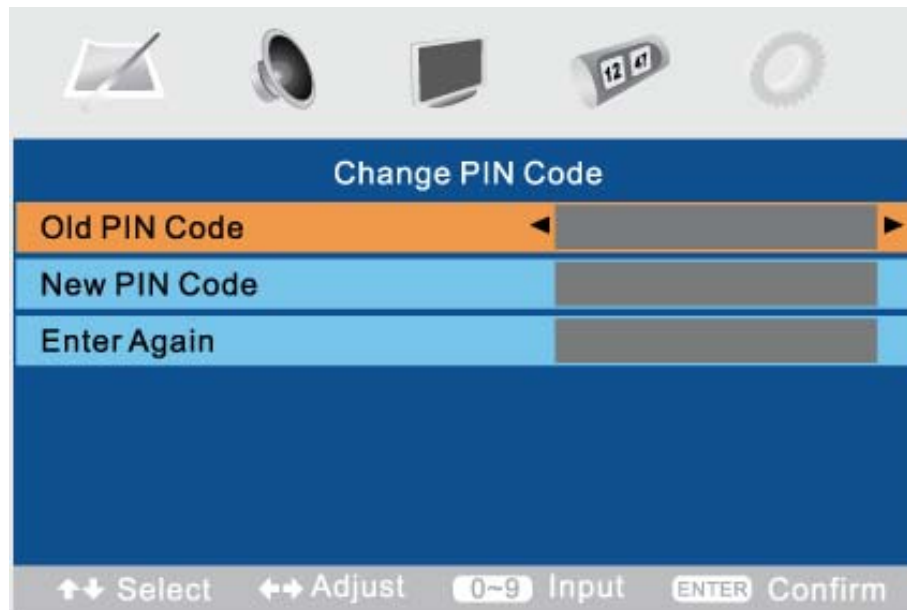 12 47
Change PIN Code
Old PIN Code
New PIN Code
Enter Again
Select Adjust 0~9 Input ENTER Confirm